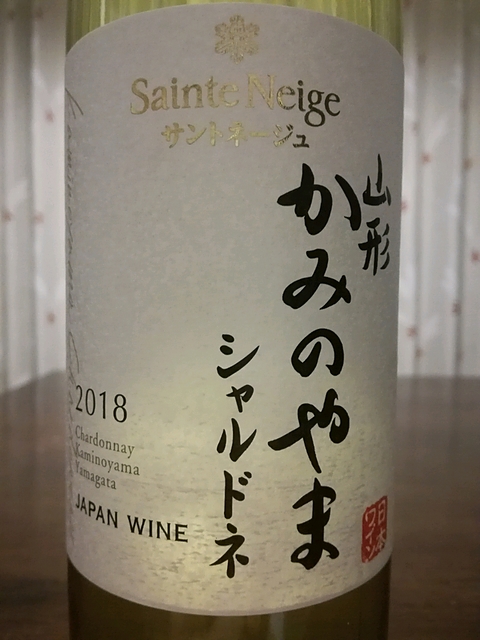 Sainte Neige
サントネージュ
山形
かみのやま
シャルドネ
2018
Chardonnay
Kaminoyama
Yamagata
JAPAN WINE
日本
ワイン